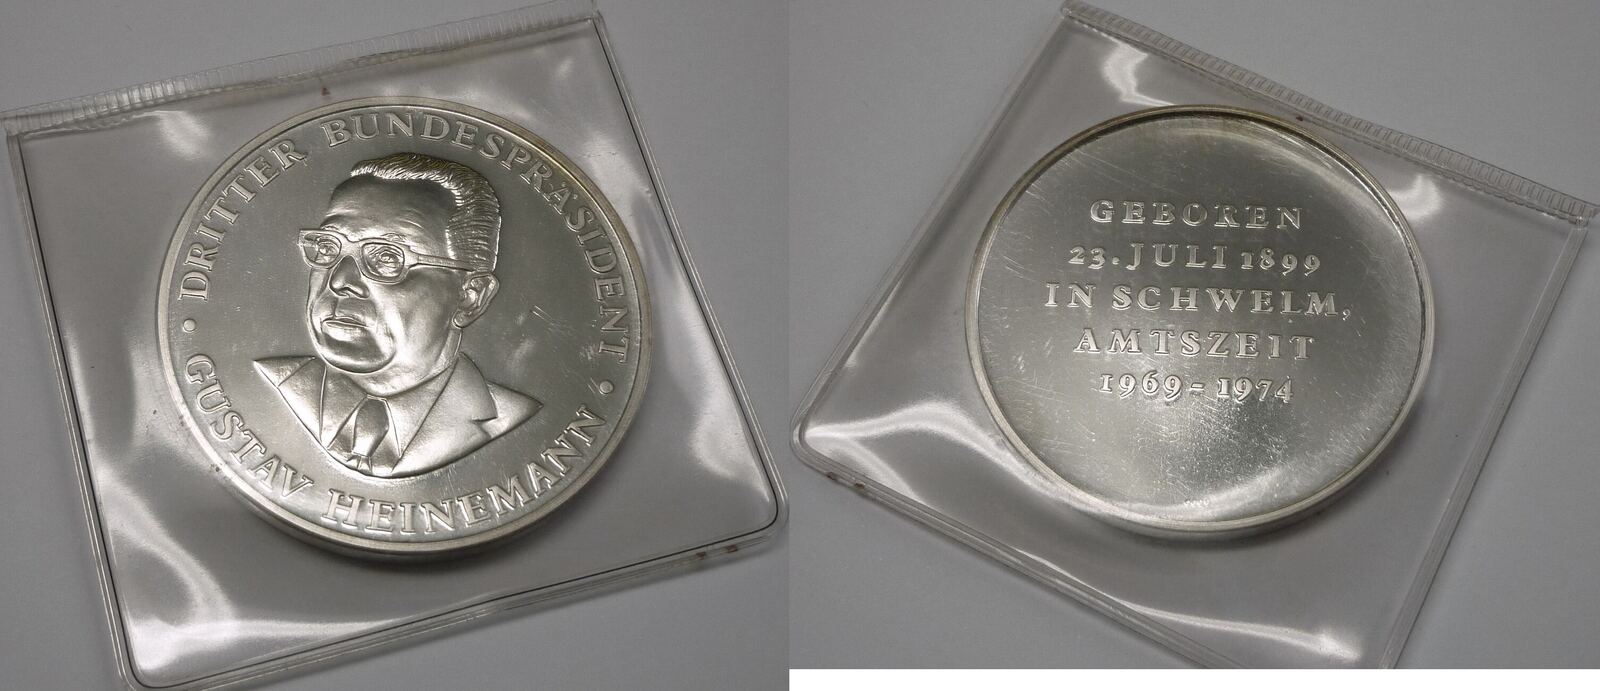 DRITTER BUNDESPRÄSIDENT
GUSTAV HEINEMANN
GEBOREN
23. JULI 1899
IN SCHWELM,
AMTSZEIT
1969-1974